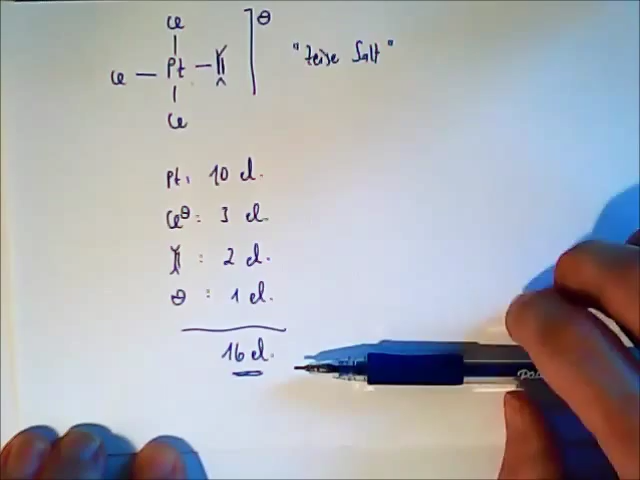 Cl
Cl — Pt — ]⊖ "Zeise Salt"
Cl
Pt: 10 el.
Cl⊖: 3 el.
: 2 el.
⊖ : 1 el.
16 el.